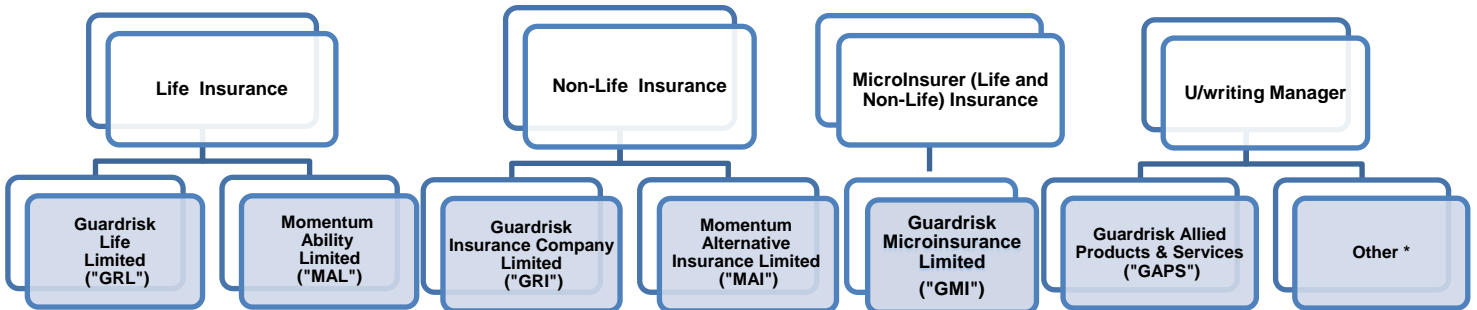 Life Insurance
Non-Life Insurance
MicroInsurer (Life and
Non-Life) Insurance
U/writing Manager
Guardrisk
Life
Limited
("GRL")
Momentum
Ability
Limited
("MAL")
Guardrisk
Insurance Company
Limited
("GRI")
Momentum
Alternative
Insurance Limited
("MAI")
Guardrisk
Microinsurance
Limited
("GMI")
Guardrisk Allied
Products & Services
("GAPS")
Other *